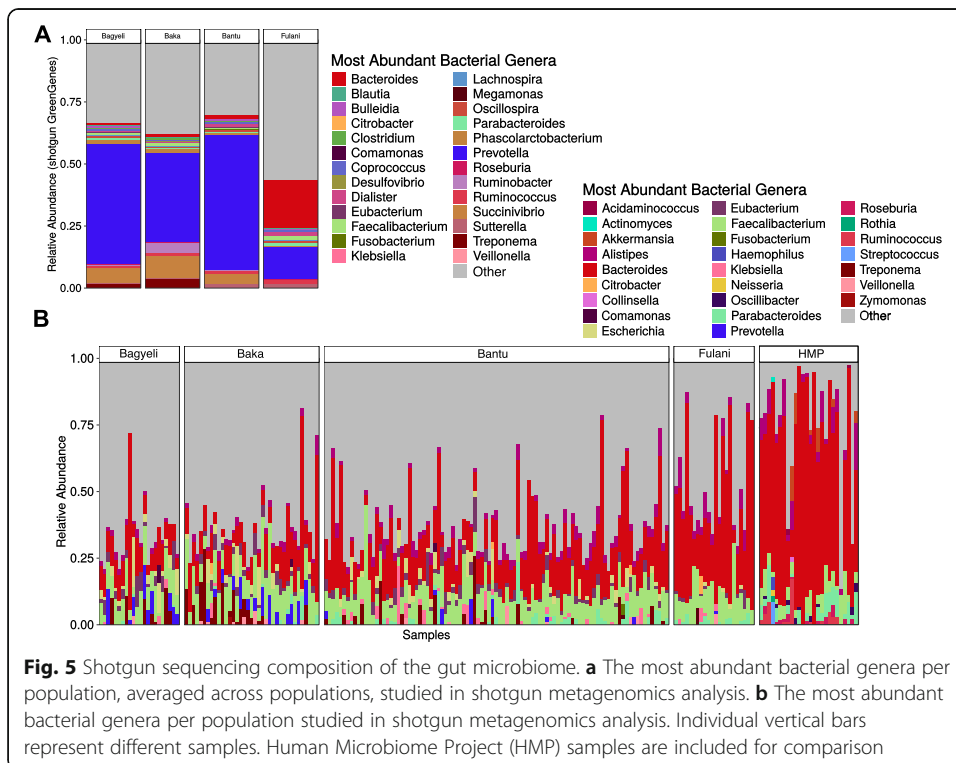 A
Bagyeli Baka Bantu Fulani
1.00
0.75
0.50
0.25
0.00
Relative Abundance (shotgun GreenGenes)
Most Abundant Bacterial Genera
Bacteroides
Blautia
Bulleidia
Citrobacter
Clostridium
Comamonas
Coprococcus
Desulfovibrio
Dialister
Eubacterium
Faecalibacterium
Fusobacterium
Klebsiella
Lachnospira
Megamonas
Oscillospira
Parabacteroides
Phascolarctobacterium
Prevotella
Roseburia
Ruminobacter
Ruminococcus
Succinivibrio
Sutterella
Treponema
Veillonella
Other
Most Abundant Bacterial Genera
Acidaminococcus
Actinomyces
Akkermansia
Alistipes
Bacteroides
Citrobacter
Collinsella
Comamonas
Escherichia
Eubacterium
Faecalibacterium
Fusobacterium
Haemophilus
Klebsiella
Neisseria
Oscillibacter
Parabacteroides
Prevotella
Roseburia
Rothia
Ruminococcus
Streptococcus
Treponema
Veillonella
Zymomonas
Other
B
Bagyeli Baka Bantu Fulani HMP
1.00
0.75
0.50
0.25
0.00
Relative Abundance
Samples
Fig. 5 Shotgun sequencing composition of the gut microbiome. a The most abundant bacterial genera per
population, averaged across populations, studied in shotgun metagenomics analysis. b The most abundant
bacterial genera per population studied in shotgun metagenomics analysis. Individual vertical bars
represent different samples. Human Microbiome Project (HMP) samples are included for comparison